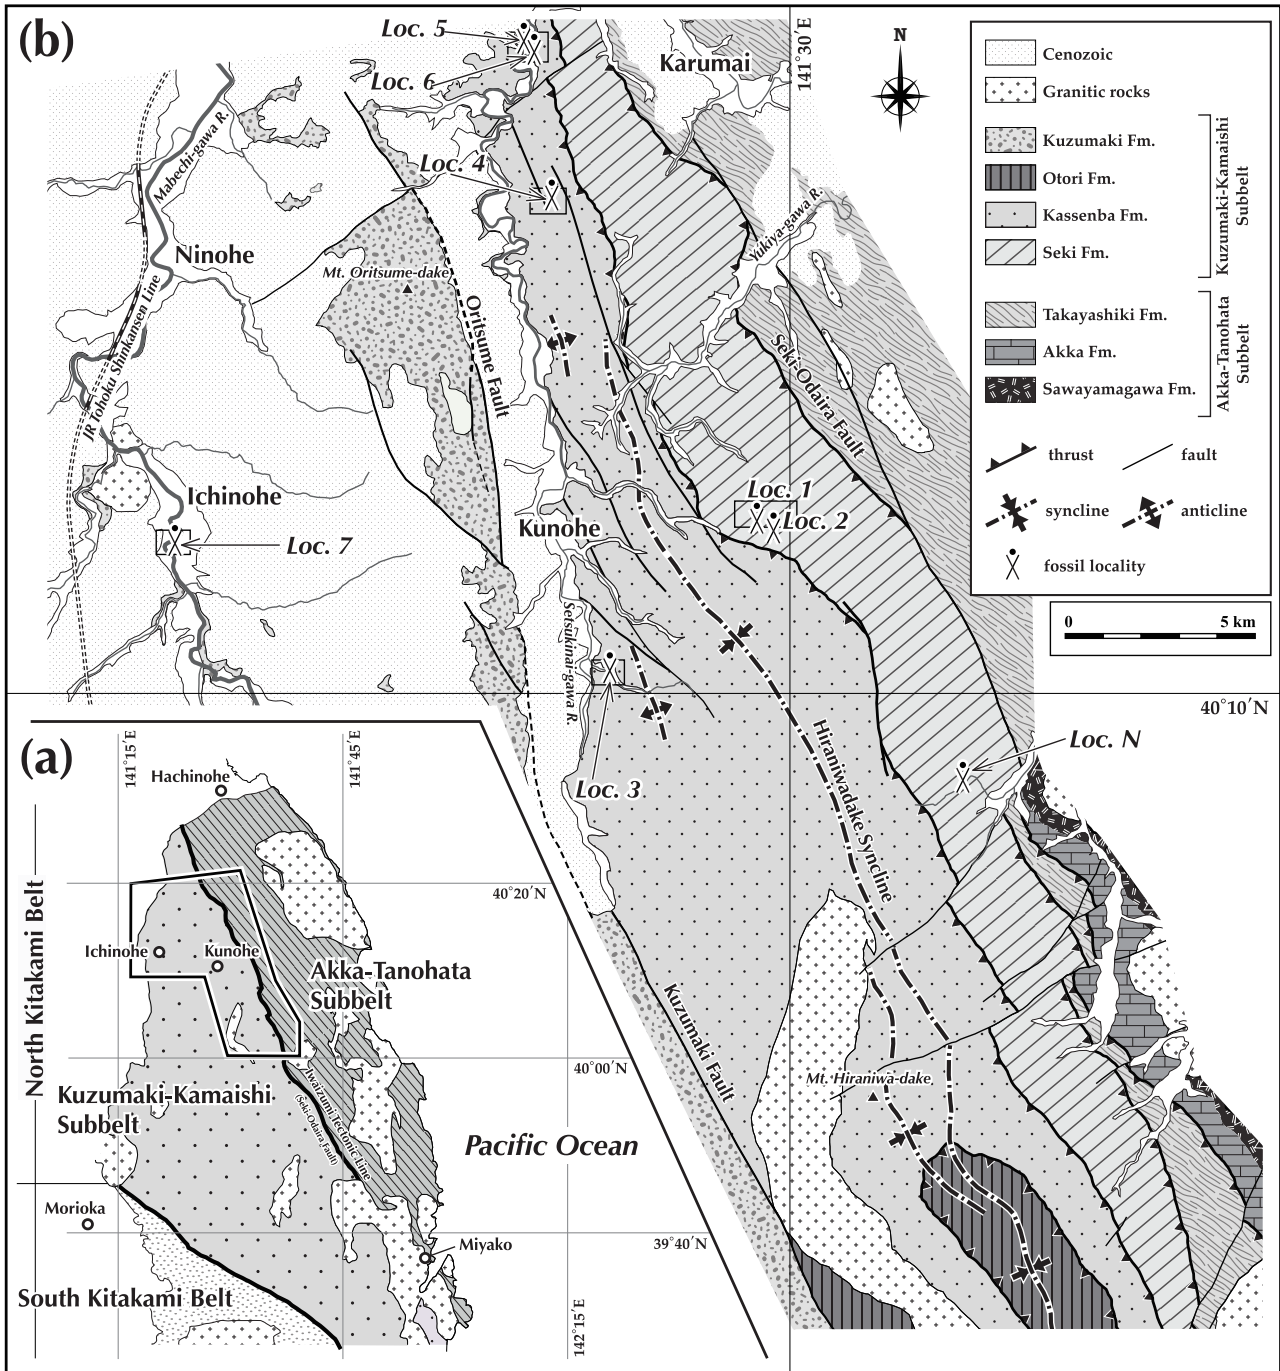 (b)
Loc. 5
Loc. 6
Karumai
141°30′E
N
Cenozoic
Granitic rocks
Kuzumaki Fm.
Otori Fm.
Kassenba Fm.
Seki Fm.
Kuzumaki-Kamaishi
Subbelt
Takayashiki Fm.
Akka Fm.
Sawayamagawa Fm.
Akka-Tanohata
Subbelt
thrust
fault
syncline
anticline
fossil locality
0
5 km
Mabechi-gawa R.
Loc. 4
Yukiya-gawa R.
Ninohe
Mt. Oritsume-dake
JR Tohoku Shinkansen Line
Oritsume Fault
Seki-Odaira Fault
Ichinohe
Loc. 1
Loc. 2
Kunohe
Loc. 7
Setsukinai-gawa R.
40°10′N
Loc. N
Loc. 3
Hiraniwadake Syncline
Kuzumaki Fault
Mt. Hiraniwa-dake
(a)
141°15′E
141°45′E
Hachinohe
40°20′N
North Kitakami Belt
Ichinohe
Kunohe
Akka-Tanohata
Subbelt
40°00′N
Kuzumaki-Kamaishi
Subbelt
Iwaizumi Tectonic Line
(Seki-Odaira Fault)
Pacific Ocean
Morioka
Miyako
39°40′N
South Kitakami Belt
142°15′E